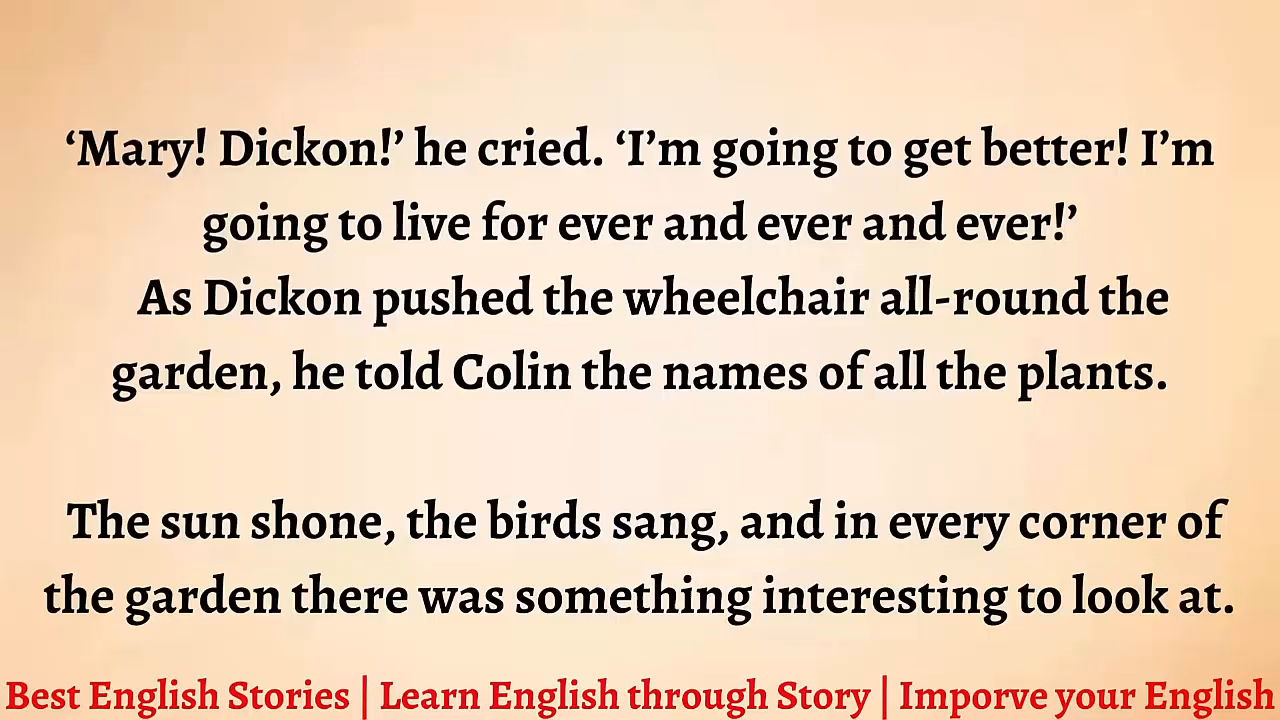 ‘Mary! Dickon!’ he cried. ‘I’m going to get better! I’m
going to live for ever and ever and ever!’
As Dickon pushed the wheelchair all-round the
garden, he told Colin the names of all the plants.
The sun shone, the birds sang, and in every corner of
the garden there was something interesting to look at.
Best English Stories | Learn English through Story | Imporve your English